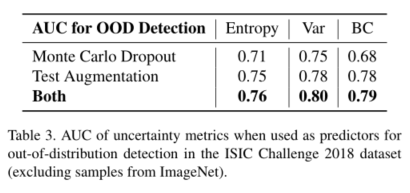 AUC for OOD Detection Entropy Var BC
Monte Carlo Dropout 0.71 0.75 0.68
Test Augmentation 0.75 0.78 0.78
Both 0.76 0.80 0.79
Table 3. AUC of uncertainty metrics when used as predictors for
out-of-distribution detection in the ISIC Challenge 2018 dataset
(excluding samples from ImageNet).